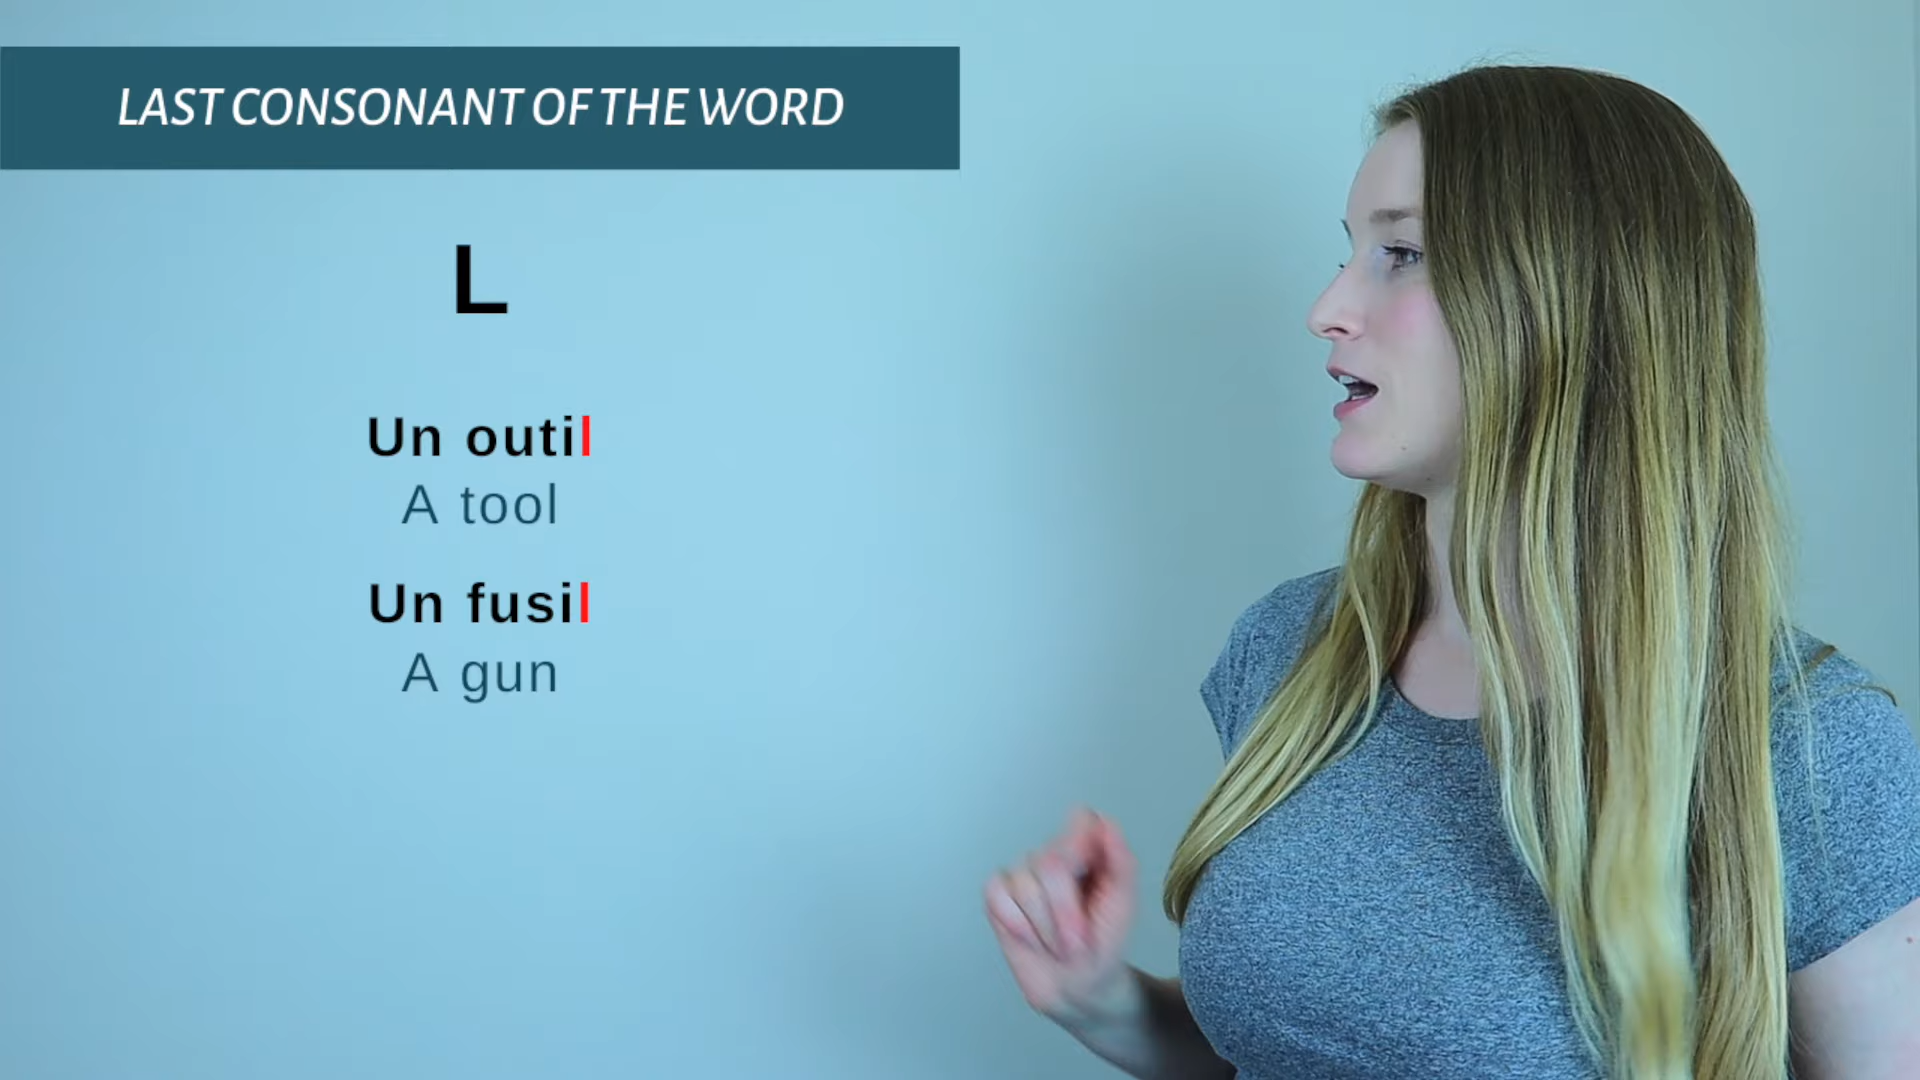 LAST CONSONANT OF THE WORD
L
Un outil
A tool
Un fusil
A gun